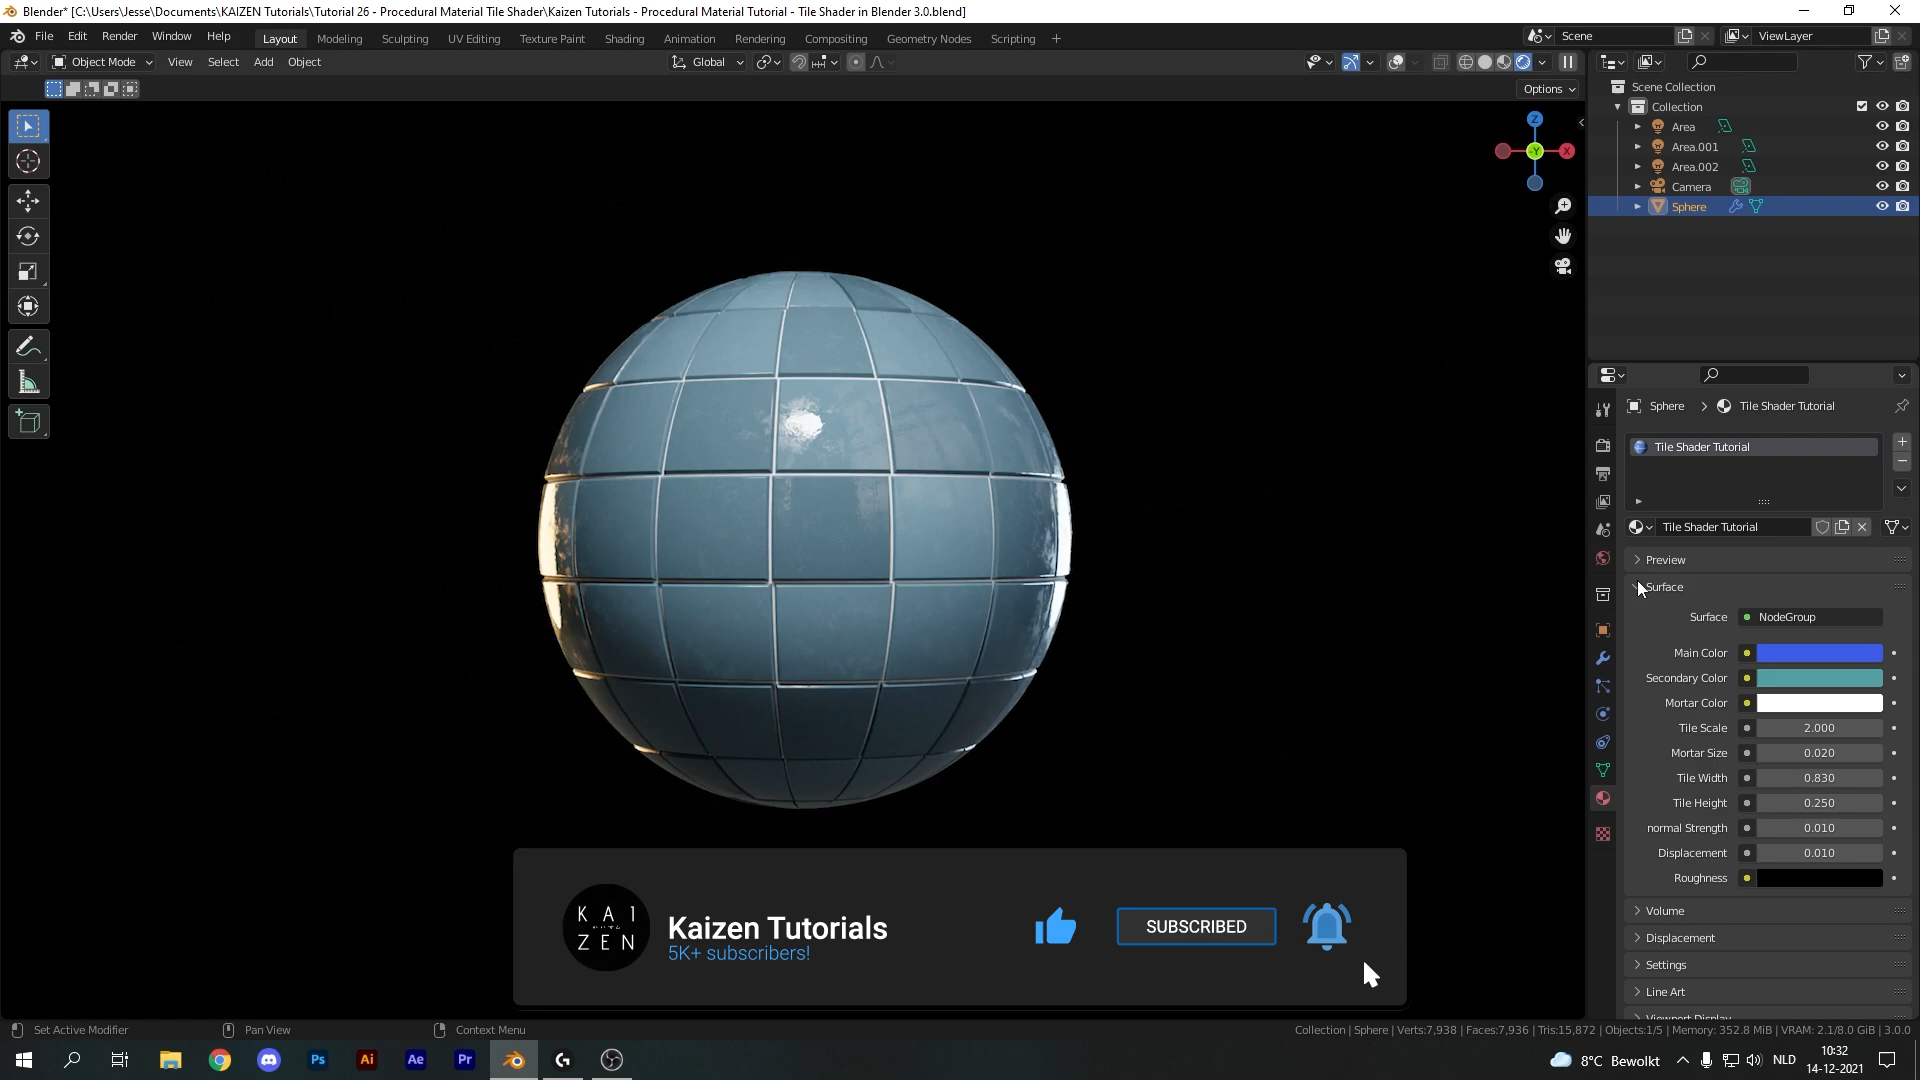 Blender* [C:\Users\Jesse\Documents\KAIZEN Tutorials\Tutorial 26 - Procedural Material Tile Shader\Kaizen Tutorials - Procedural Material Tutorial - Tile Shader in Blender 3.0.blend]
File Edit Render Window Help Layout Modeling Sculpting UV Editing Texture Paint Shading Animation Rendering Compositing Geometry Nodes Scripting + Scene ViewLayer
Object Mode View Select Add Object Global
Options
Scene Collection
Collection
Area
Area.001
Area.002
Camera
Sphere
Z
-Y X
Sphere > Tile Shader Tutorial
Tile Shader Tutorial
Tile Shader Tutorial
Preview
Surface
Surface NodeGroup
Main Color
Secondary Color
Mortar Color
Tile Scale 2.000
Mortar Size 0.020
Tile Width 0.830
Tile Height 0.250
normal Strength 0.010
Displacement 0.010
Roughness
Volume
Displacement
Settings
Line Art
Viewport Display
KAI
ZEN
Kaizen Tutorials
5K+ subscribers!
SUBSCRIBED
Set Active Modifier Pan View Context Menu
Collection | Sphere | Verts:7,938 | Faces:7,936 | Tris:15,872 | Objects:1/5 | Memory: 352.8 MiB | VRAM: 2.1/8.0 GiB | 3.0.0
Ps Ai Ae Pr
8°C Bewolkt NLD
10:32
14-12-2021